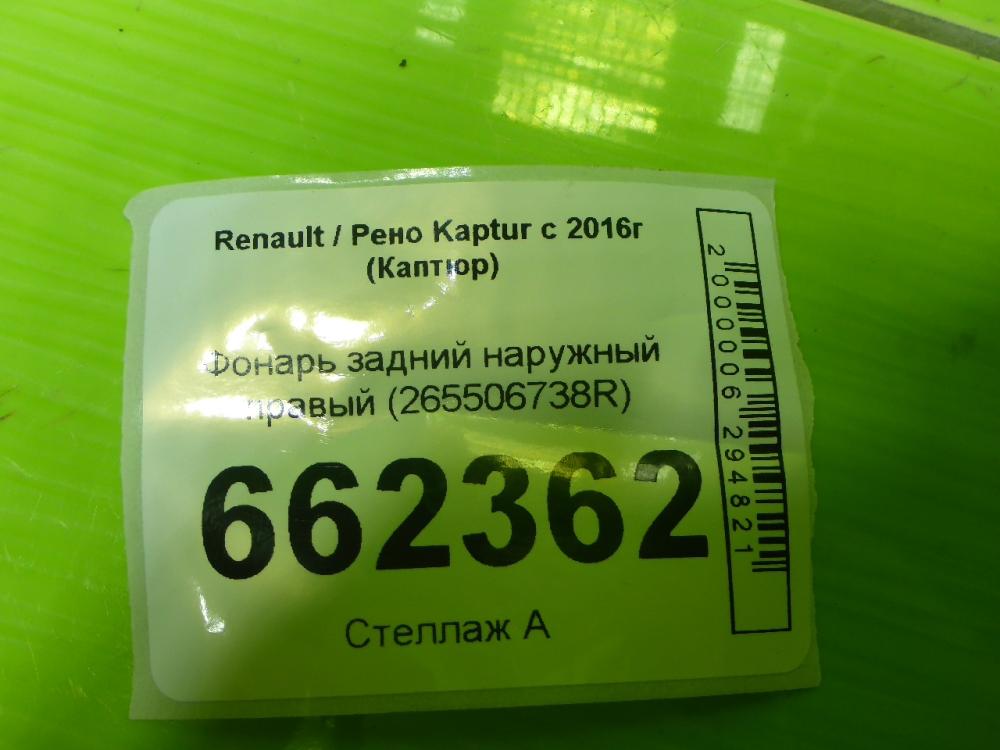 Renault / Рено Kaptur с 2016г
(Каптюр)
Фонарь задний наружный
правый (265506738R)
662362
Стеллаж А
2000006294821